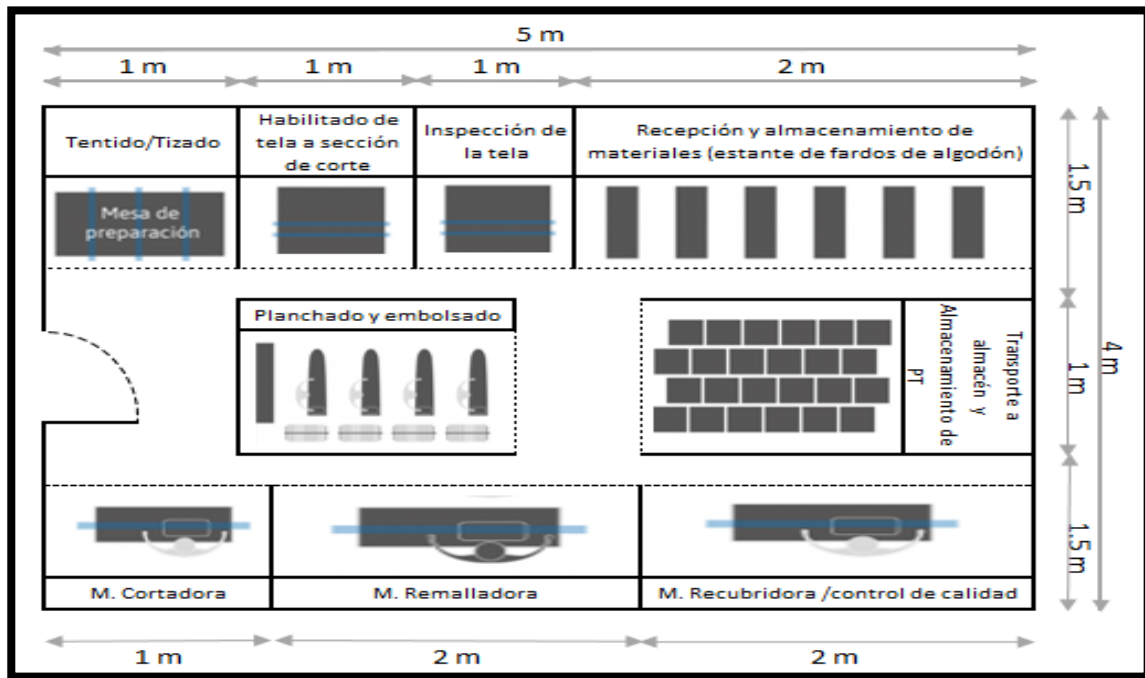 5 m
1 m
1 m
1 m
2 m
Tentido/Tizado
Habilitado de
tela a sección
de corte
Inspección de
la tela
Recepción y almacenamiento de
materiales (estante de fardos de algodón)
Mesa de
preparación
1.5 m
Planchado y embolsado
Transporte a
almacén y
Almacenamiento de
PT
1m
4 m
1.5 m
M. Cortadora
M. Remalladora
M. Recubridora /control de calidad
1 m
2 m
2 m